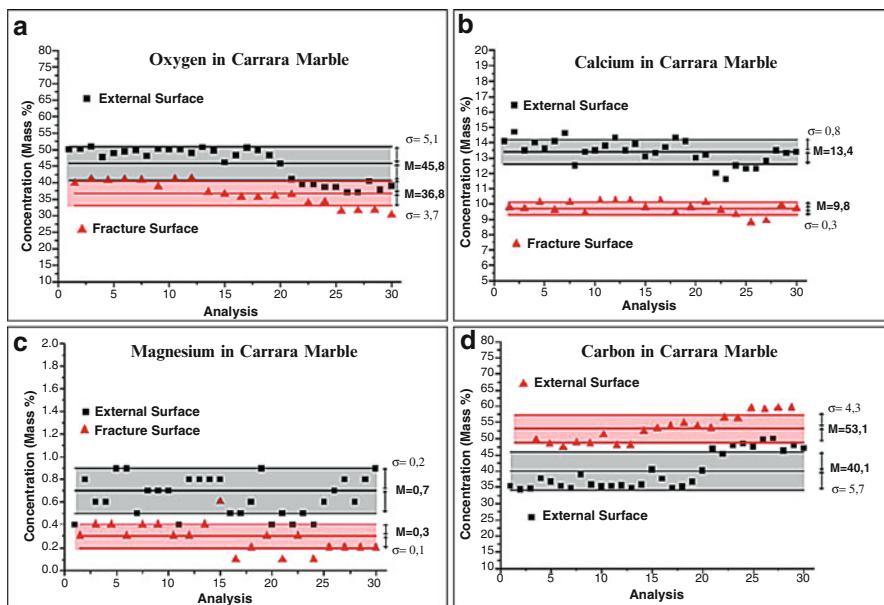 a
Oxygen in Carrara Marble
80
75
70
65
60
55
50
45
40
35
30
25
20
15
10
Concentration (Mass %)
External Surface
Fracture Surface
σ= 5,1
M=45,8
M=36,8
σ= 3,7
0 5 10 15 20 25 30
Analysis
b
Calcium in Carrara Marble
20
19
18
17
16
15
14
13
12
11
10
9
8
7
6
5
Concentration (Mass %)
External Surface
Fracture Surface
σ= 0,8
M=13,4
M=9,8
σ= 0,3
0 5 10 15 20 25 30
Analysis
c
Magnesium in Carrara Marble
2.0
1.8
1.6
1.4
1.2
1.0
0.8
0.6
0.4
0.2
0.0
Concentration (Mass %)
External Surface
Fracture Surface
σ= 0,2
M=0,7
M=0,3
σ= 0,1
0 5 10 15 20 25 30
Analysis
d
Carbon in Carrara Marble
80
75
70
65
60
55
50
45
40
35
30
25
20
15
10
Concentration (Mass %)
External Surface
External Surface
σ= 4,3
M=53,1
M=40,1
σ= 5,7
0 5 10 15 20 25 30
Analysis